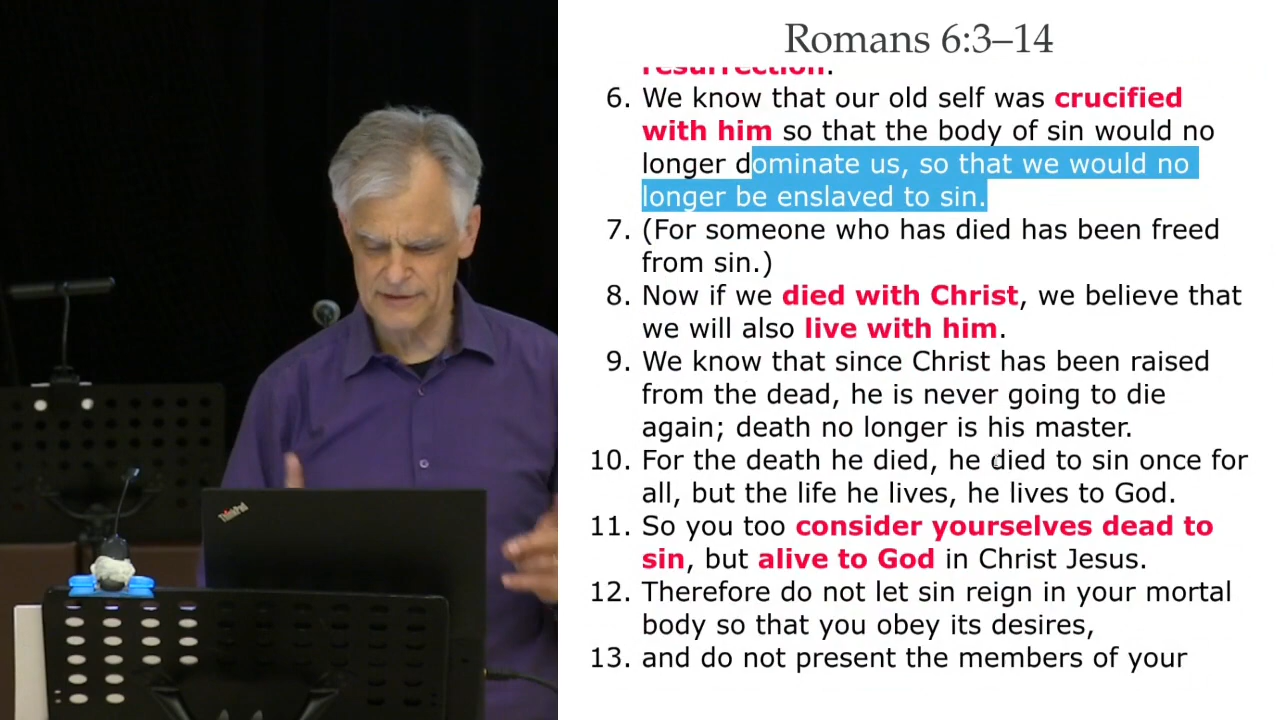 Romans 6:3–14
resurrection.
6. We know that our old self was crucified
with him so that the body of sin would no
longer dominate us, so that we would no
longer be enslaved to sin.
7. (For someone who has died has been freed
from sin.)
8. Now if we died with Christ, we believe that
we will also live with him.
9. We know that since Christ has been raised
from the dead, he is never going to die
again; death no longer is his master.
10. For the death he died, he died to sin once for
all, but the life he lives, he lives to God.
11. So you too consider yourselves dead to
sin, but alive to God in Christ Jesus.
12. Therefore do not let sin reign in your mortal
body so that you obey its desires,
13. and do not present the members of your
ThinkPad